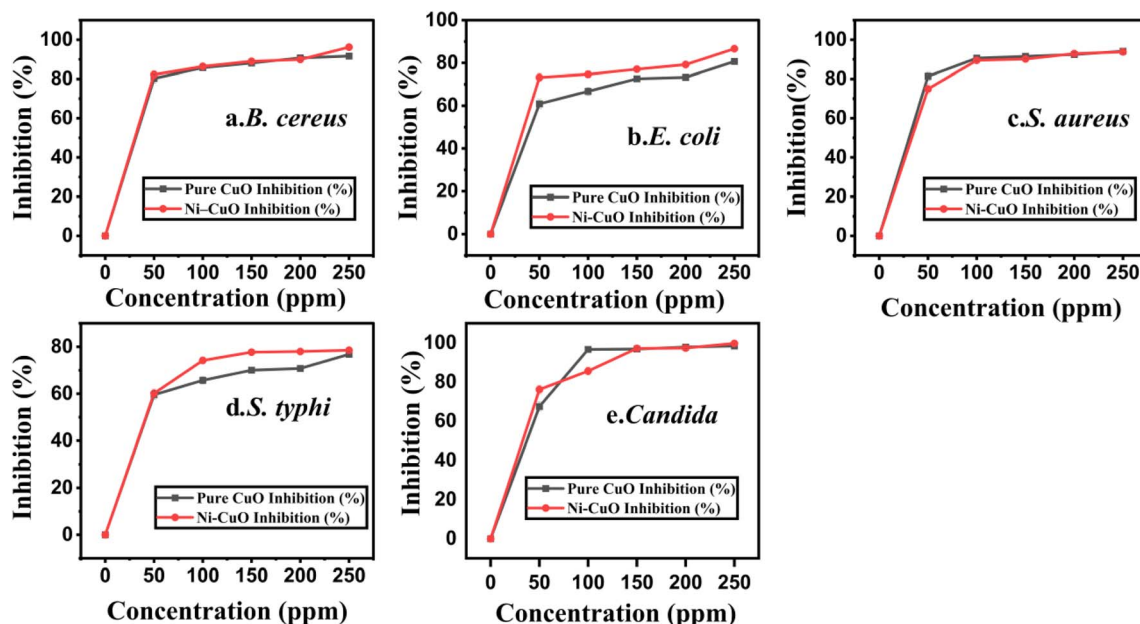 Inhibition (%)
100
80
60
40
20
0
a.B. cereus
Pure CuO Inhibition (%)
Ni–CuO Inhibition (%)
0 50 100 150 200 250
Concentration (ppm)
Inhibition (%)
100
80
60
40
20
0
b.E. coli
Pure CuO Inhibition (%)
Ni-CuO Inhibition (%)
0 50 100 150 200 250
Concentration (ppm)
Inhibition(%)
100
80
60
40
20
0
c.S. aureus
Pure CuO Inhibition (%)
Ni-CuO Inhibition (%)
0 50 100 150 200 250
Concentration (ppm)
Inhibition (%)
80
60
40
20
0
d.S. typhi
Pure CuO Inhibition (%)
Ni-CuO Inhibition (%)
0 50 100 150 200 250
Concentration (ppm)
Inhibition (%)
100
80
60
40
20
0
e.Candida
Pure CuO Inhibition (%)
Ni-CuO Inhibition (%)
0 50 100 150 200 250
Concentration (ppm)